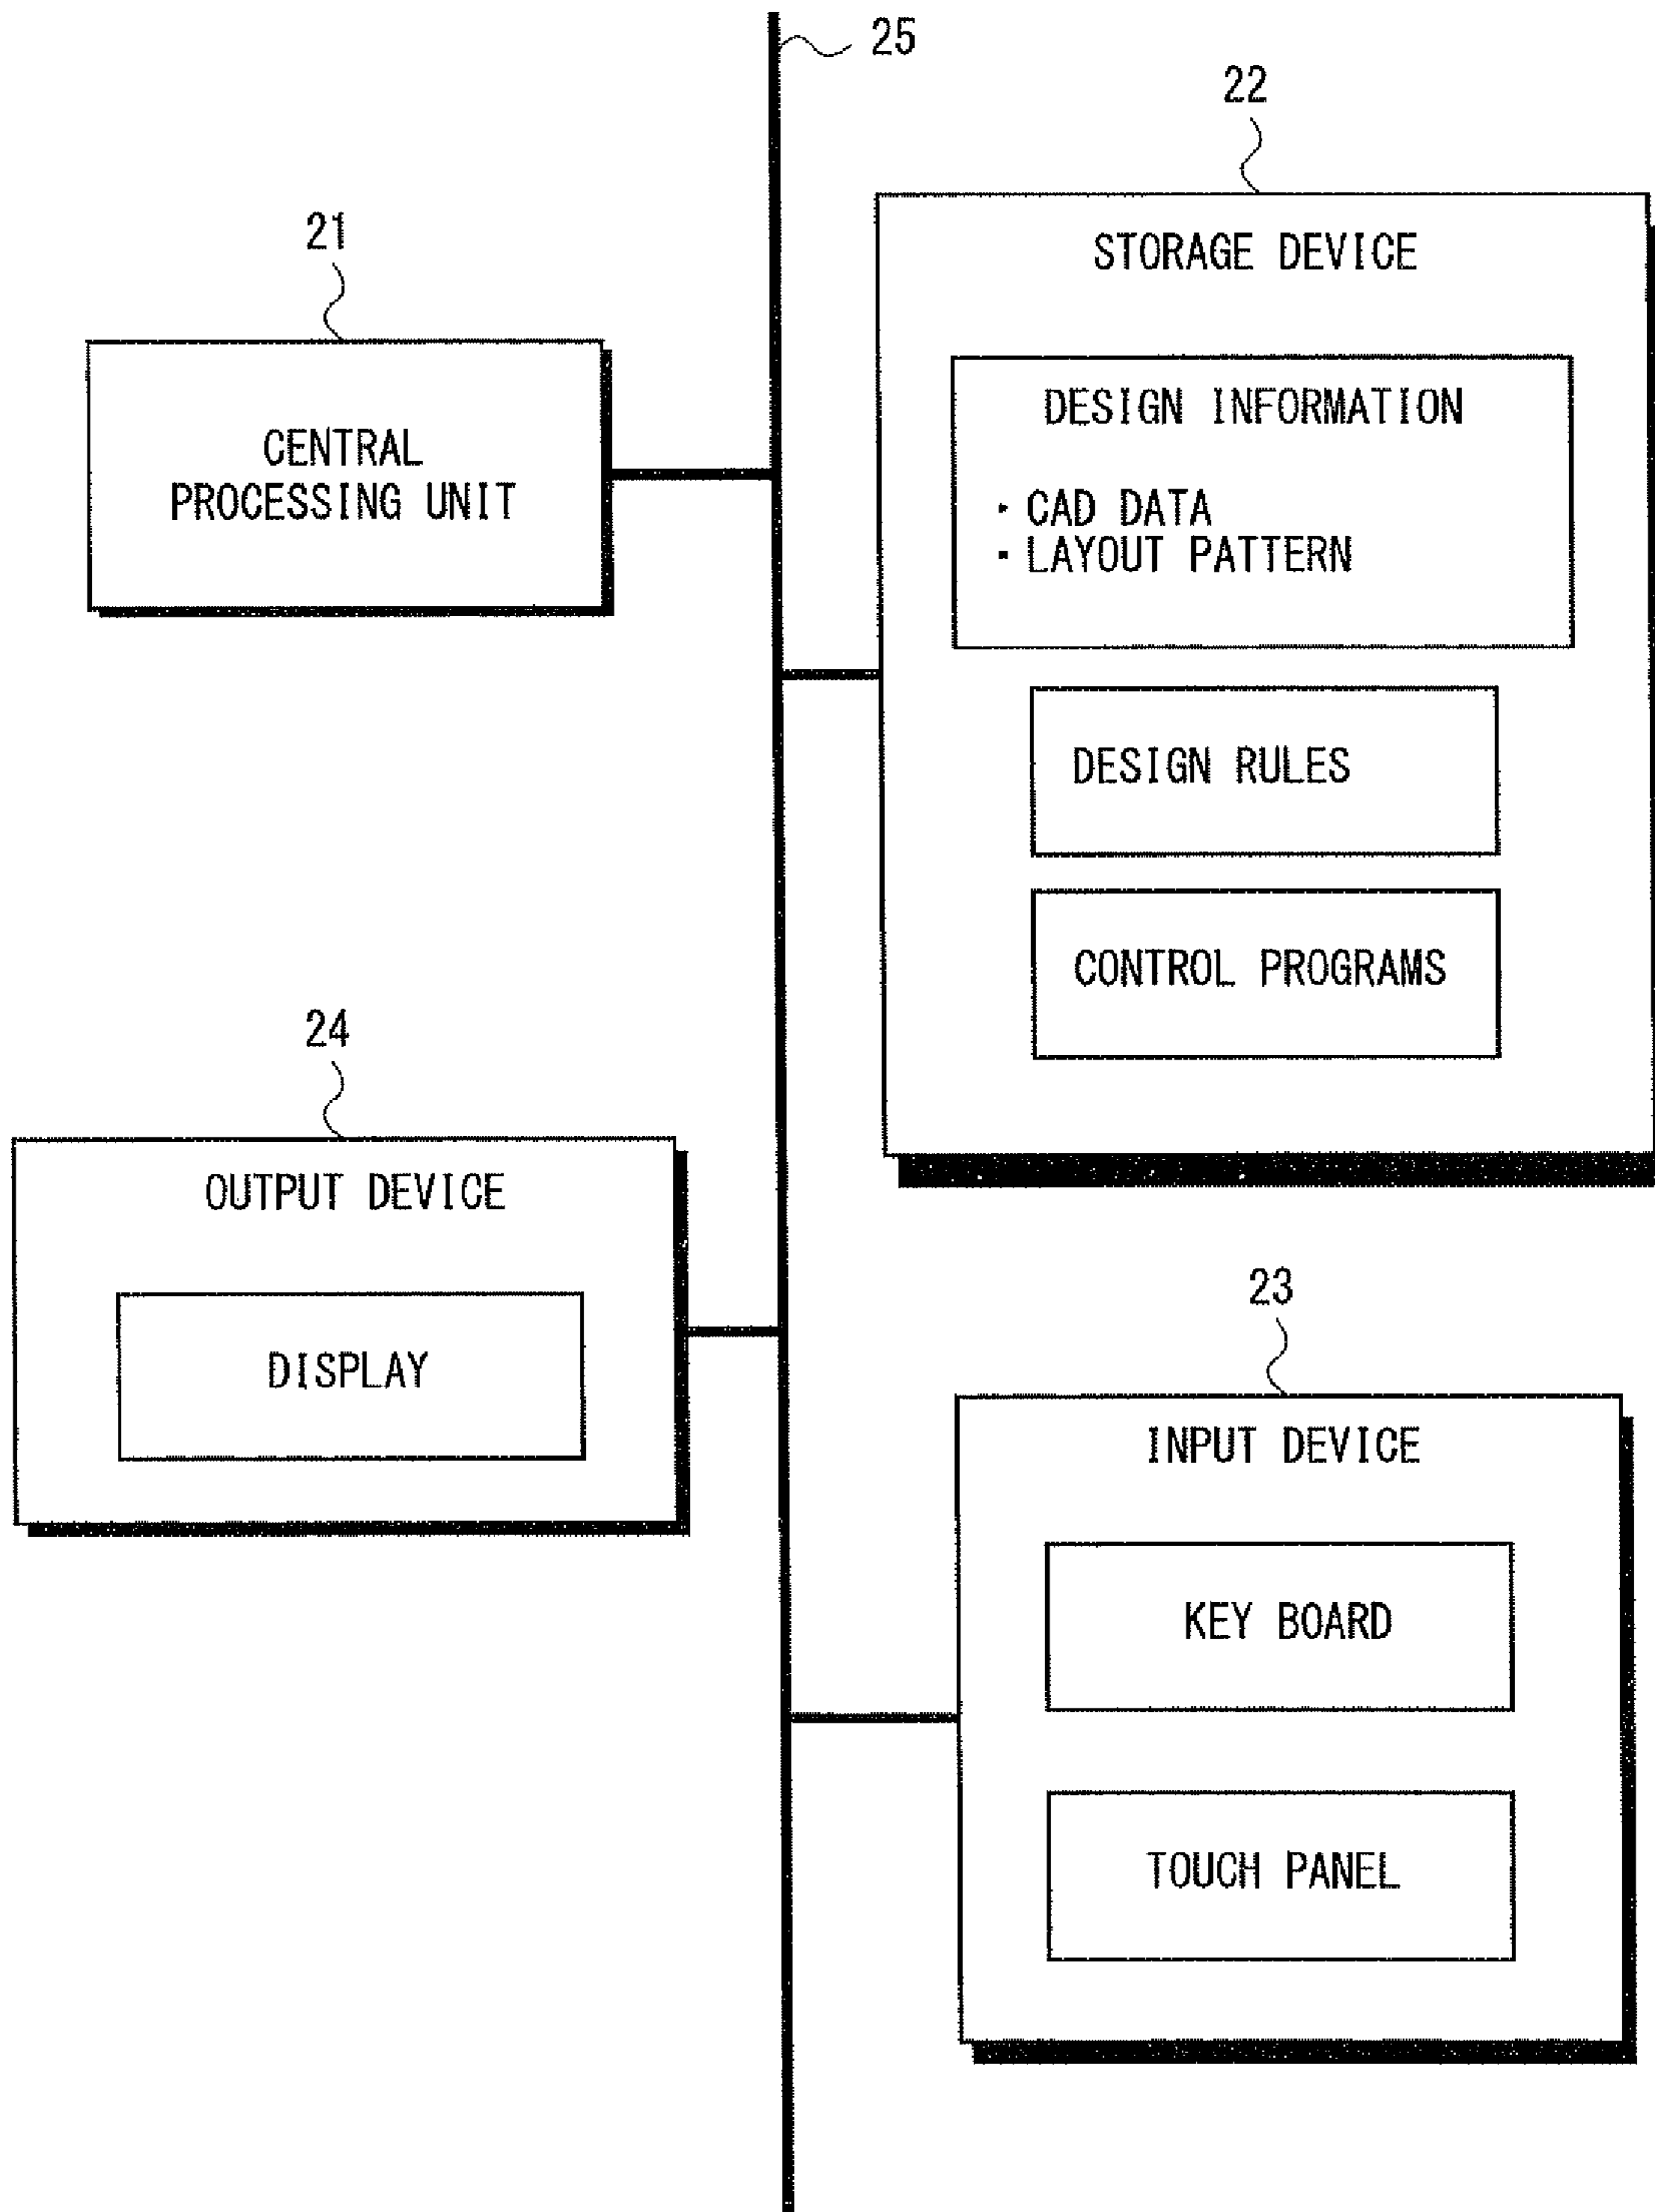 25
22
STORAGE DEVICE
DESIGN INFORMATION
・CAD DATA
・LAYOUT PATTERN
DESIGN RULES
CONTROL PROGRAMS
21
CENTRAL
PROCESSING UNIT
24
OUTPUT DEVICE
DISPLAY
23
INPUT DEVICE
KEY BOARD
TOUCH PANEL